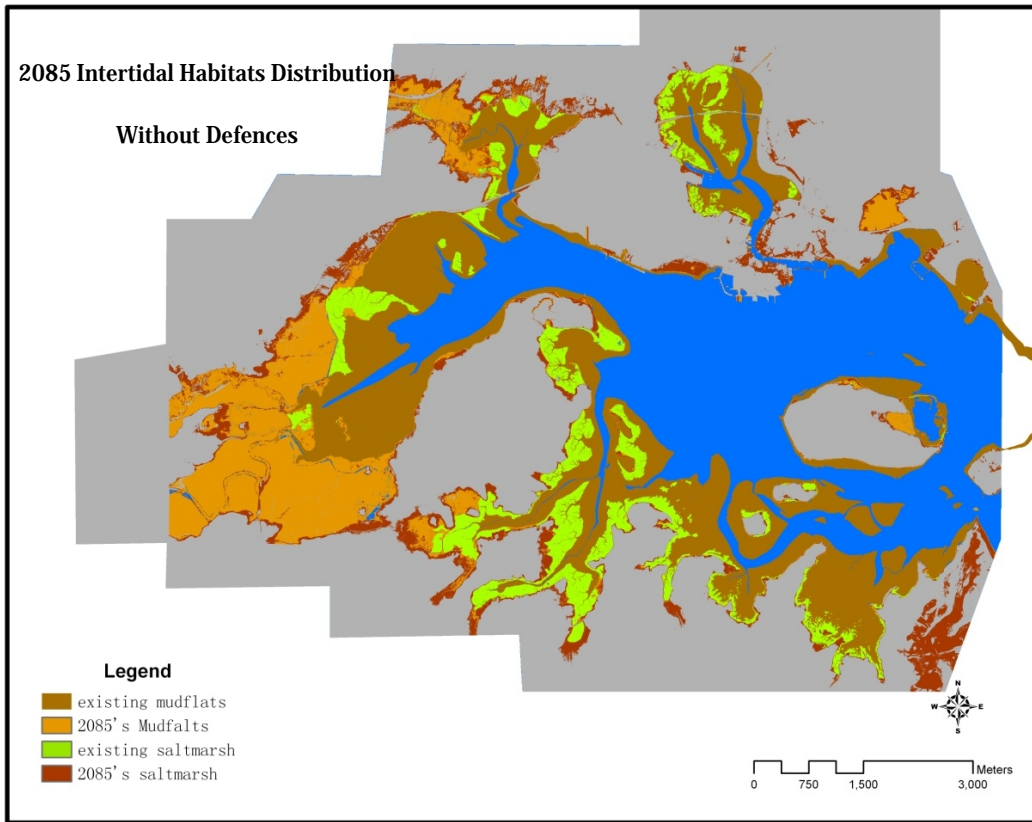 2085 Intertidal Habitats Distribution
Without Defences
Legend
existing mudflats
2085's Mudfalts
existing saltmarsh
2085's saltmarsh
N
W E
S
Meters
0 750 1,500 3,000